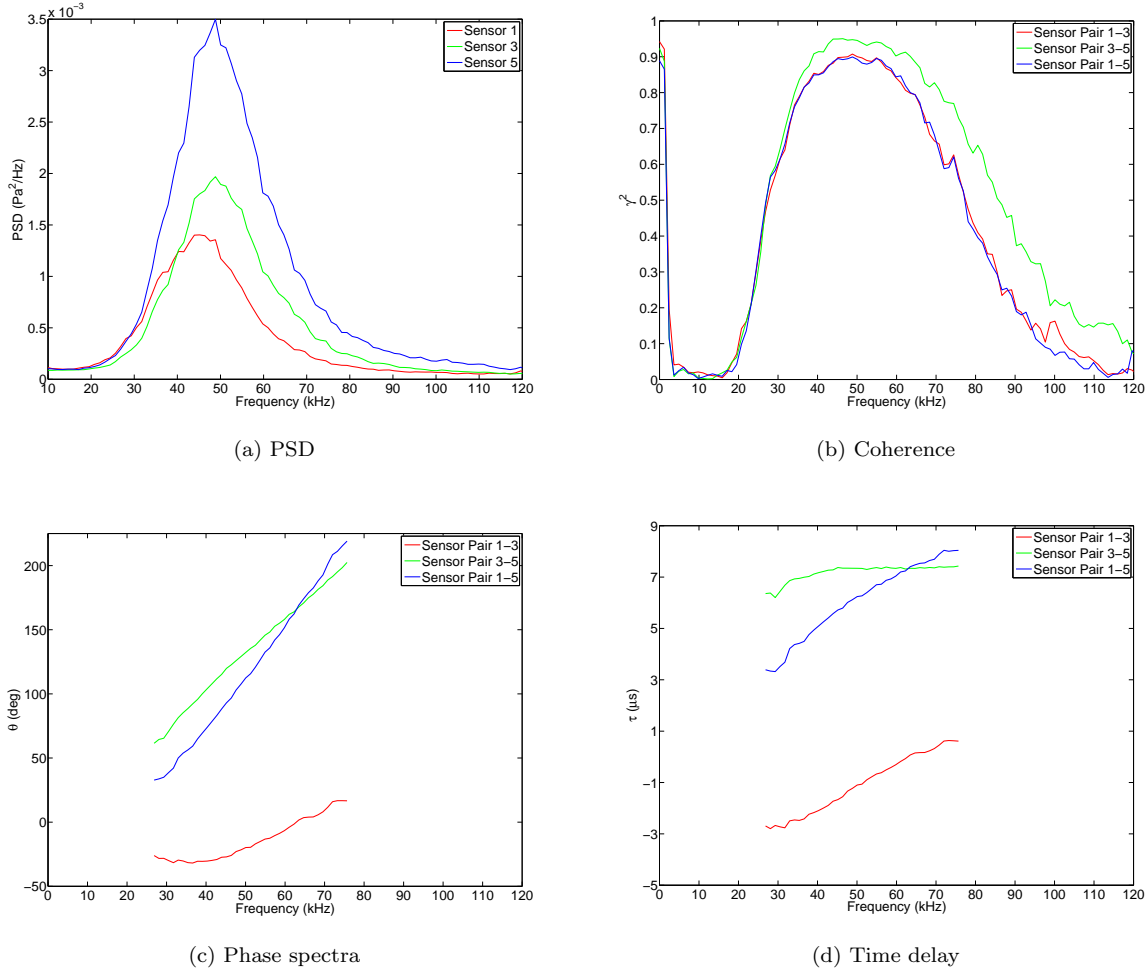 x 10⁻³
3.5
3
2.5
2
1.5
1
0.5
0
10 20 30 40 50 60 70 80 90 100 110 120
Frequency (kHz)
PSD (Pa²/Hz)
Sensor 1
Sensor 3
Sensor 5
(a) PSD
1
0.9
0.8
0.7
0.6
0.5
0.4
0.3
0.2
0.1
0
0 10 20 30 40 50 60 70 80 90 100 110 120
Frequency (kHz)
γ²
Sensor Pair 1−3
Sensor Pair 3−5
Sensor Pair 1−5
(b) Coherence
200
150
100
50
0
−50
0 10 20 30 40 50 60 70 80 90 100 110 120
Frequency (kHz)
θ (deg)
Sensor Pair 1−3
Sensor Pair 3−5
Sensor Pair 1−5
(c) Phase spectra
9
7
5
3
1
−1
−3
−5
0 10 20 30 40 50 60 70 80 90 100 110 120
Frequency (kHz)
τ (μs)
Sensor Pair 1−3
Sensor Pair 3−5
Sensor Pair 1−5
(d) Time delay